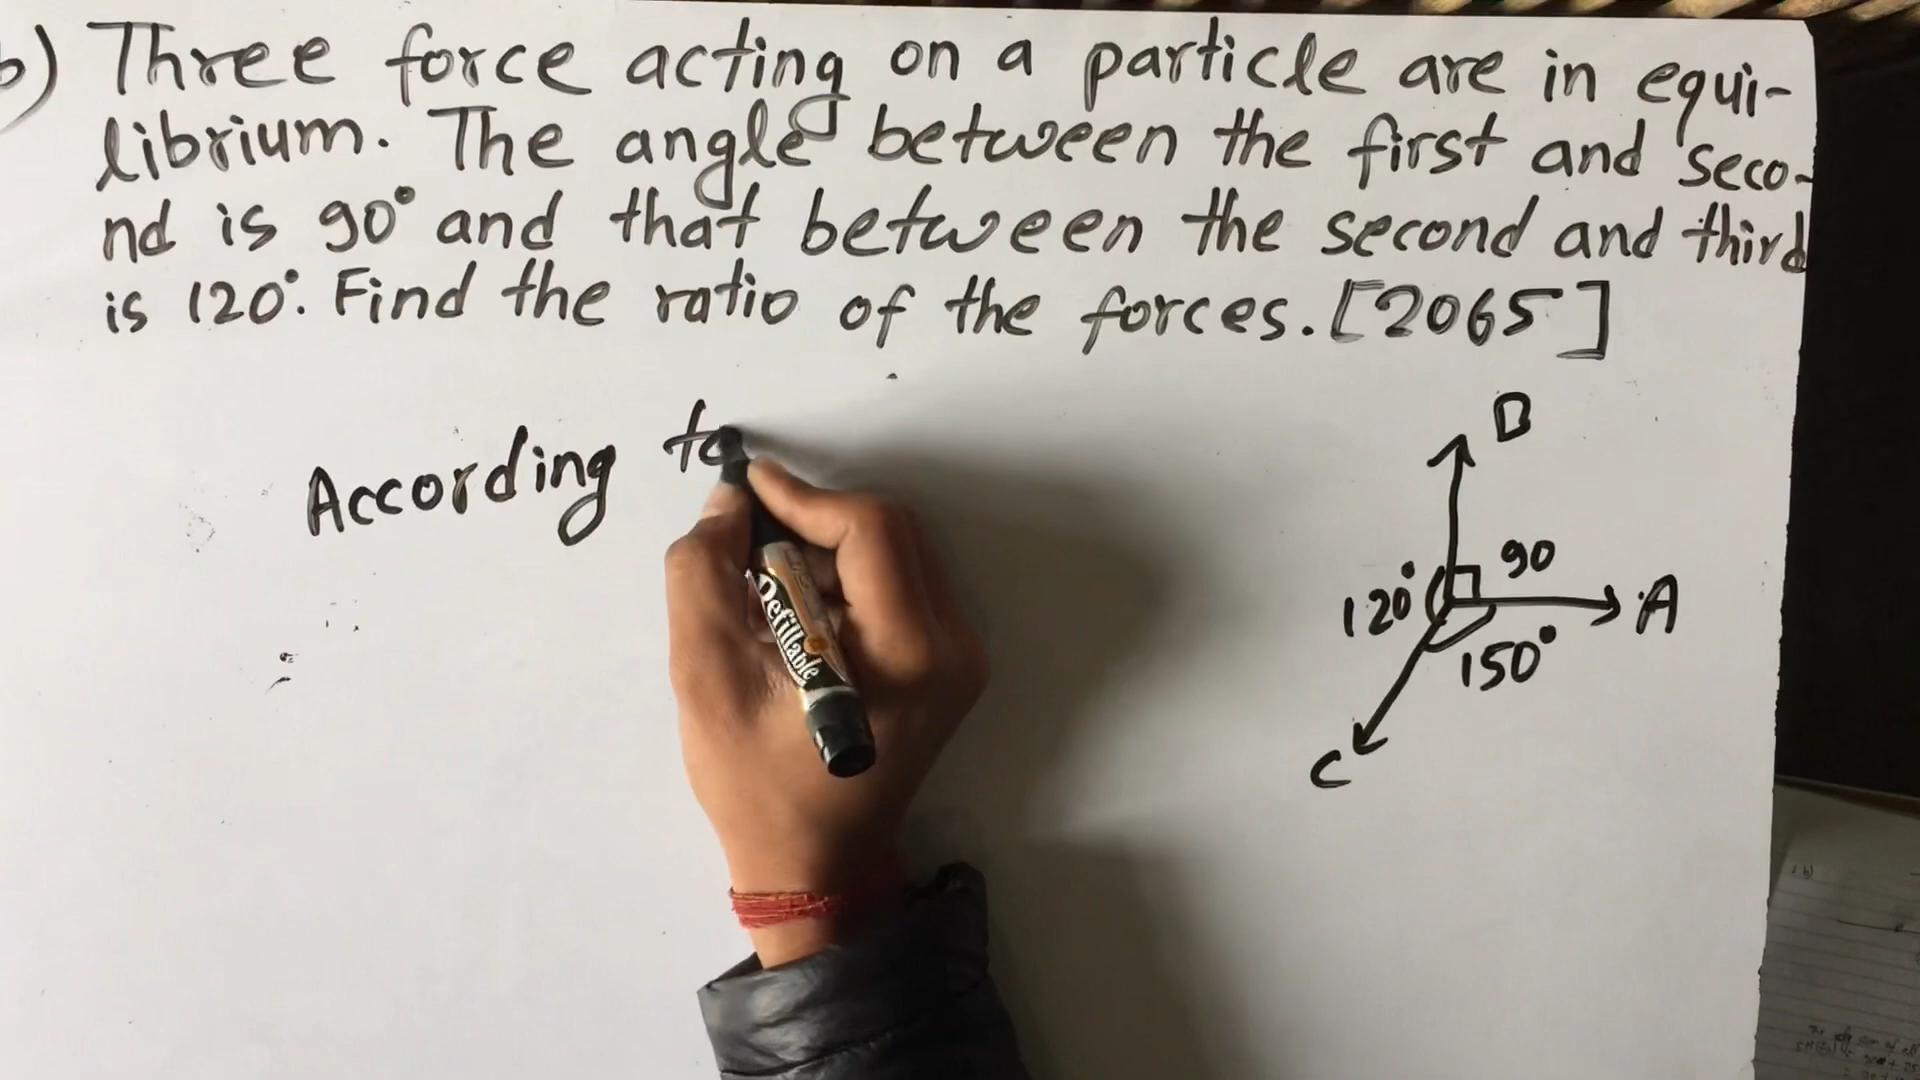 b) Three force acting on a particle are in equi-
librium. The angle between the first and seco-
nd is 90° and that between the second and third
is 120°. Find the ratio of the forces. [2065]
According to
B
90
120°
A
150°
C
Refillable